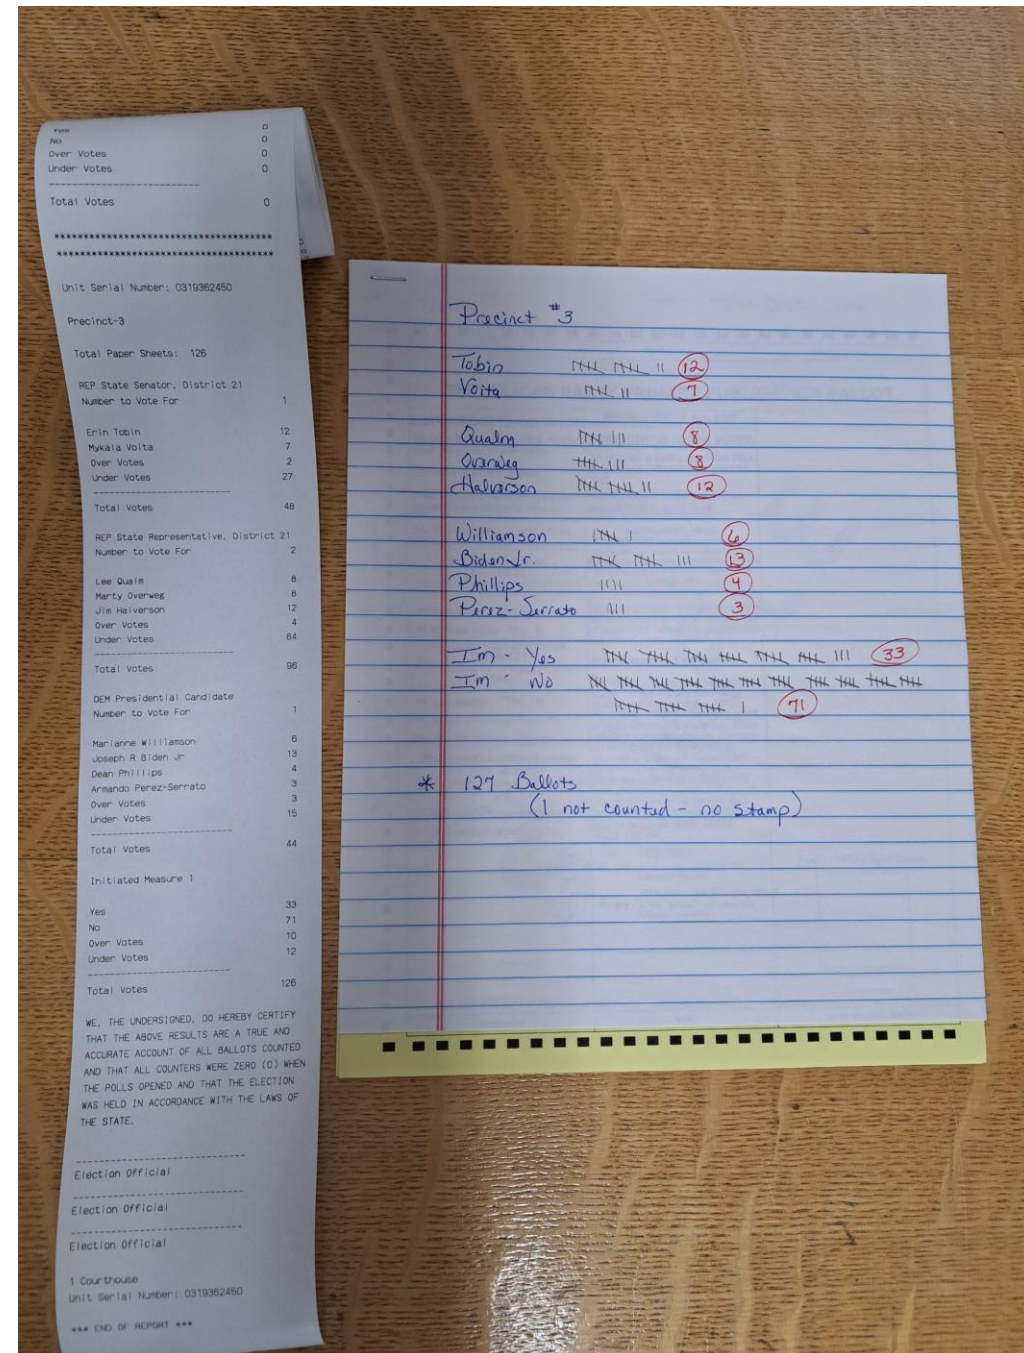 Yes 0
No 0
Over Votes 0
Under Votes 0
------------------------------
Total Votes 0
****************************************
****************************************
Unit Serial Number: 0319362450
Precinct-3
Total Paper Sheets: 126
REP State Senator, District 21
Number to Vote For 1
Erin Tobin 12
Mykala Voita 7
Over Votes 2
Under Votes 27
------------------------------
Total Votes 48
REP State Representative, District 21
Number to Vote For 2
Lee Qualm 8
Marty Overweg 8
Jim Halverson 12
Over Votes 4
Under Votes 64
------------------------------
Total Votes 96
DEM Presidential Candidate
Number to Vote For 1
Marianne Williamson 6
Joseph R Biden Jr 13
Dean Phillips 4
Armando Perez-Serrato 3
Over Votes 3
Under Votes 15
------------------------------
Total Votes 44
Initiated Measure 1
Yes 33
No 71
Over Votes 10
Under Votes 12
------------------------------
Total Votes 126
WE, THE UNDERSIGNED, DO HEREBY CERTIFY
THAT THE ABOVE RESULTS ARE A TRUE AND
ACCURATE ACCOUNT OF ALL BALLOTS COUNTED
AND THAT ALL COUNTERS WERE ZERO (0) WHEN
THE POLLS OPENED AND THAT THE ELECTION
WAS HELD IN ACCORDANCE WITH THE LAWS OF
THE STATE.
------------------------------
Election Official
------------------------------
Election Official
------------------------------
Election Official
1 Courthouse
Unit Serial Number: 0319362450
*** END OF REPORT ***
Precinct #3
Tobin 12
Voita 7
Qualm 8
Overweg 8
Halverson 12
Williamson 6
Biden Jr. 13
Phillips 4
Perez-Serrato 3
Im - Yes 33
Im - No
71
* 127 Ballots
(1 not counted - no stamp)